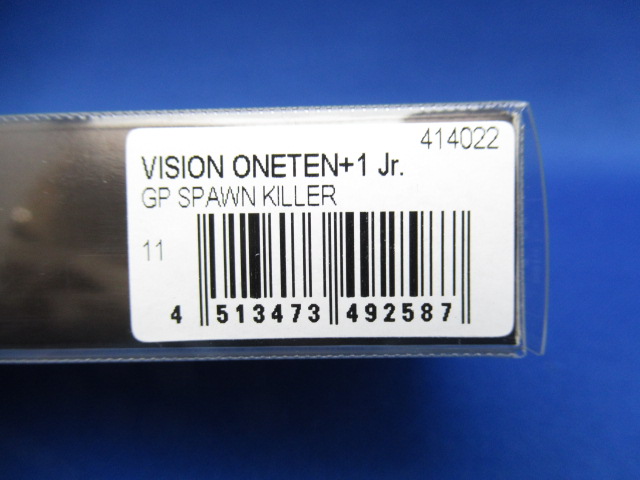 414022
VISION ONETEN+1 Jr.
GP SPAWN KILLER
11
4 513473 492587